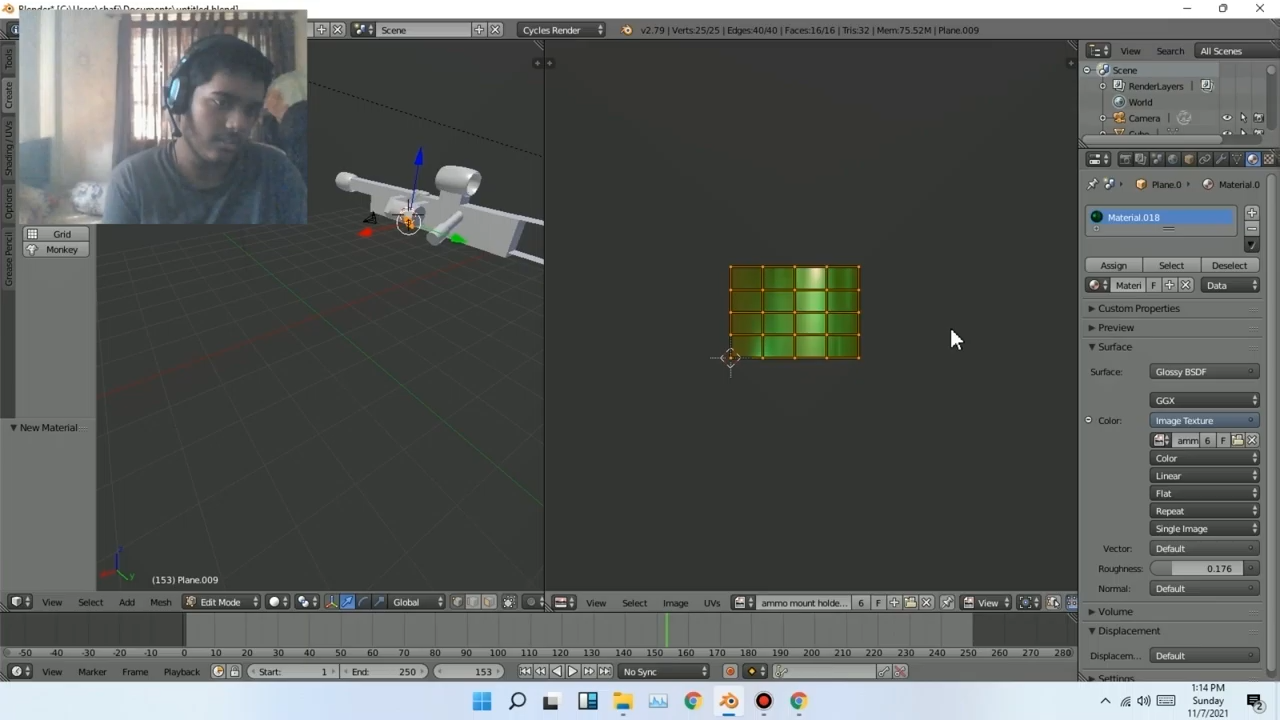 Scene
Cycles Render
v2.79 | Verts:25/25 | Edges:40/40 | Faces:16/16 | Tris:32 | Mem:75.52M | Plane.009
View
Search
All Scenes
Scene
RenderLayers
World
Camera
Tools
Create
Shading / UVs
Options
Grease Pencil
Plane.0
Material.0
Material.018
Grid
Monkey
Assign
Select
Deselect
Materi
F
Data
Custom Properties
Preview
Surface
Surface:
Glossy BSDF
GGX
Color:
Image Texture
amm
6
F
New Material
Color
Linear
Flat
Repeat
Single Image
Vector:
Default
Roughness:
0.176
Normal:
Default
(153) Plane.009
View
Select
Add
Mesh
Edit Mode
Global
View
Select
Image
UVs
ammo mount holde...
6
F
View
Volume
Displacement
Displacem...
Default
-50 -40 -30 -20 -10 0 10 20 30 40 50 60 70 80 90 100 110 120 130 140 150 160 170 180 190 200 210 220 230 240 250 260 270 280
View
Marker
Frame
Playback
Start: 1
End: 250
153
No Sync
Settings
1:14 PM
Sunday
11/7/2021
2